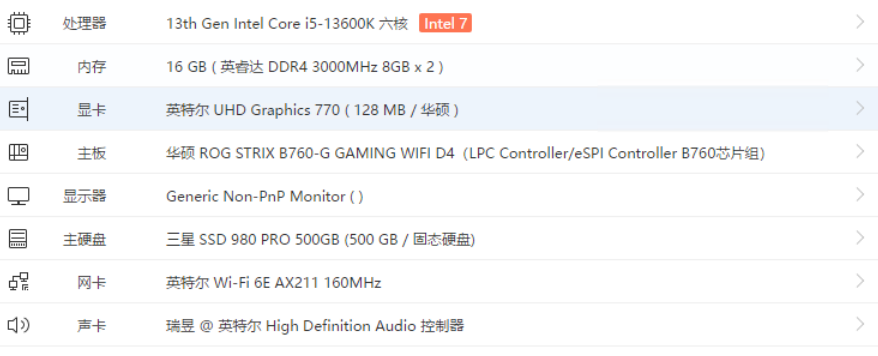 处理器 13th Gen Intel Core i5-13600K 六核 Intel 7
内存 16 GB ( 英睿达 DDR4 3000MHz 8GB x 2 )
显卡 英特尔 UHD Graphics 770 ( 128 MB / 华硕 )
主板 华硕 ROG STRIX B760-G GAMING WIFI D4（LPC Controller/eSPI Controller B760芯片组）
显示器 Generic Non-PnP Monitor ( )
主硬盘 三星 SSD 980 PRO 500GB (500 GB / 固态硬盘)
网卡 英特尔 Wi-Fi 6E AX211 160MHz
声卡 瑞昱 @ 英特尔 High Definition Audio 控制器